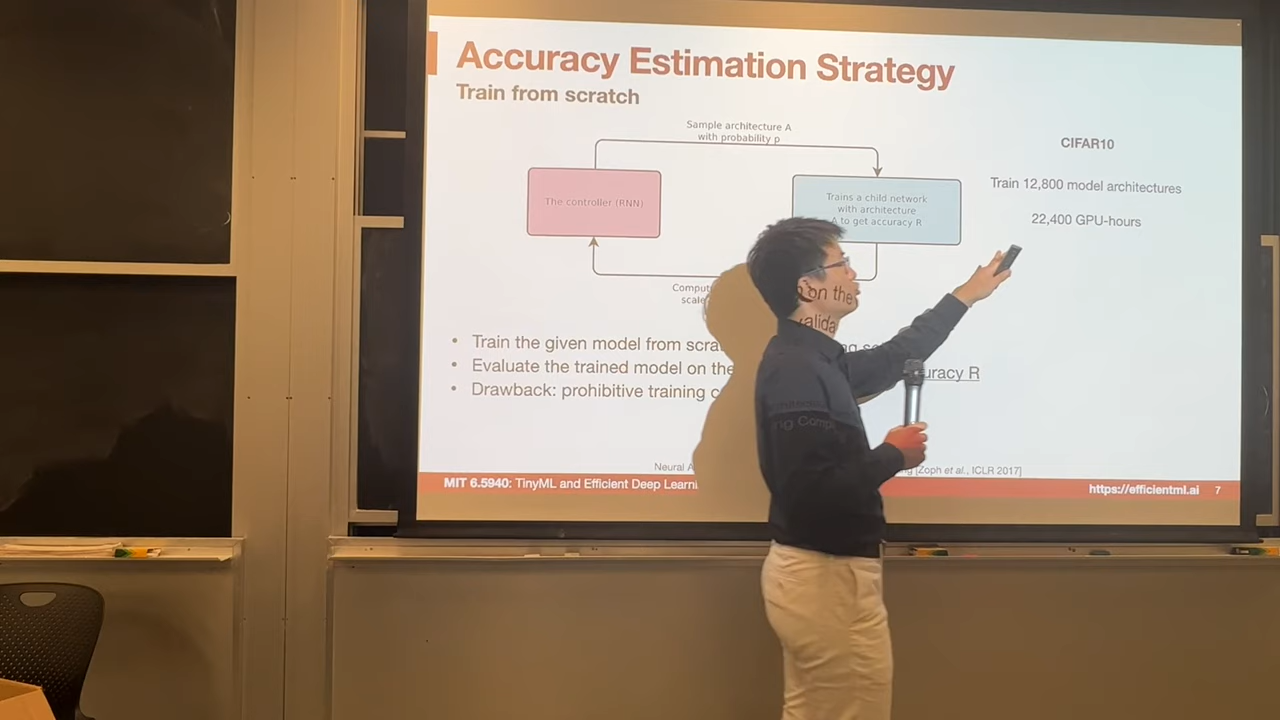 Accuracy Estimation Strategy
Train from scratch
Sample architecture A
with probability p
CIFAR10
The controller (RNN)
Trains a child network
with architecture
A to get accuracy R
Train 12,800 model architectures
22,400 GPU-hours
on the
• Train the given model from
• Evaluate the trained model on the
• Drawback: prohibitive training
[Zoph et al., ICLR 2017]
MIT 6.5940: TinyML and Efficient Deep
https://efficientml.ai 7